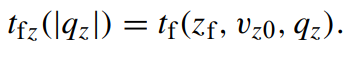 t_{fz}(|q_z|) = t_f(z_f, v_{z0}, q_z).